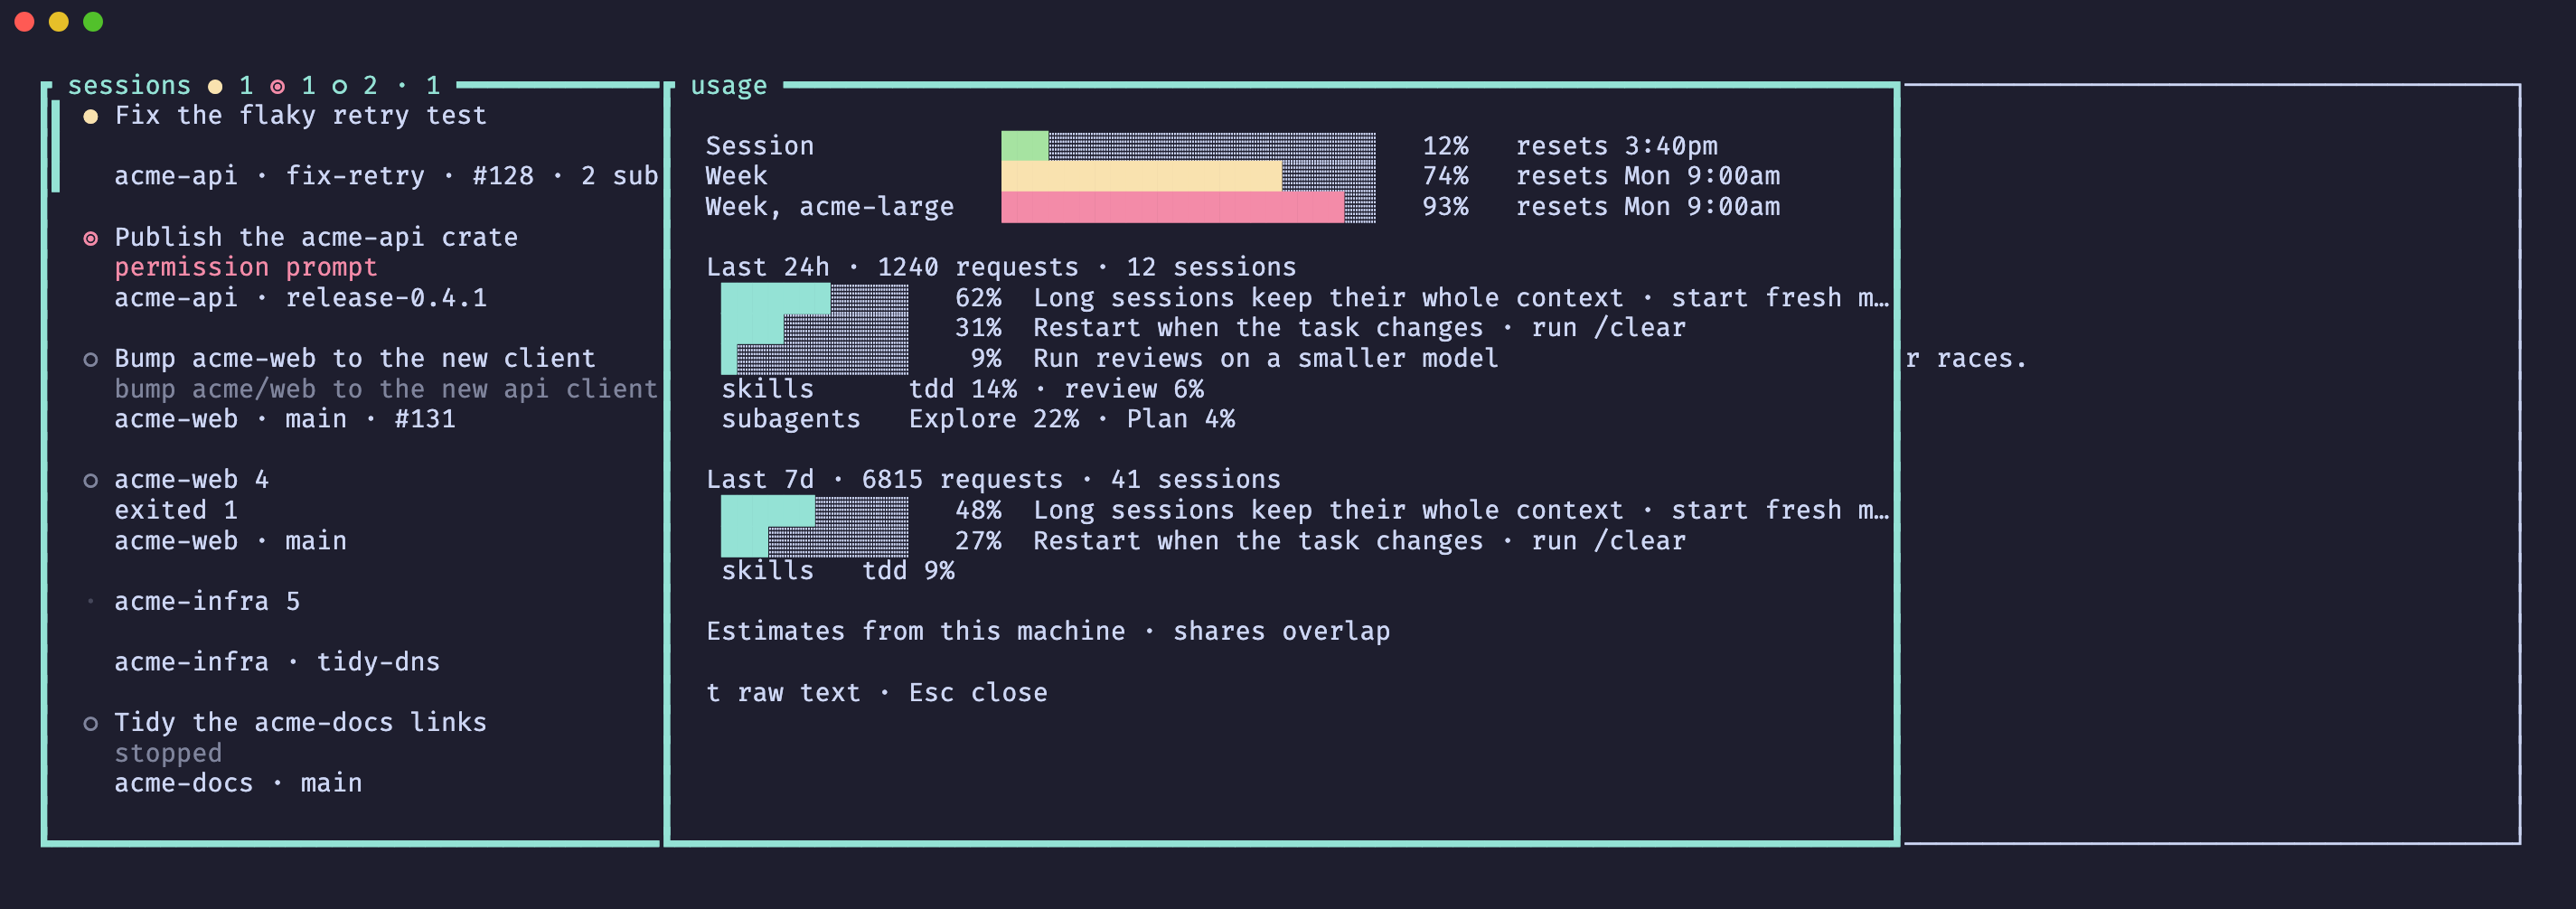 sessions ● 1 ◉ 1 ○ 2 · 1
● Fix the flaky retry test
acme-api · fix-retry · #128 · 2 sub
◉ Publish the acme-api crate
permission prompt
acme-api · release-0.4.1
○ Bump acme-web to the new client
bump acme/web to the new api client
acme-web · main · #131
○ acme-web 4
exited 1
acme-web · main
· acme-infra 5
acme-infra · tidy-dns
○ Tidy the acme-docs links
stopped
acme-docs · main
usage
Session 12% resets 3:40pm
Week 74% resets Mon 9:00am
Week, acme-large 93% resets Mon 9:00am
Last 24h · 1240 requests · 12 sessions
62% Long sessions keep their whole context · start fresh m…
31% Restart when the task changes · run /clear
9% Run reviews on a smaller model
skills tdd 14% · review 6%
subagents Explore 22% · Plan 4%
Last 7d · 6815 requests · 41 sessions
48% Long sessions keep their whole context · start fresh m…
27% Restart when the task changes · run /clear
skills tdd 9%
Estimates from this machine · shares overlap
t raw text · Esc close
r races.